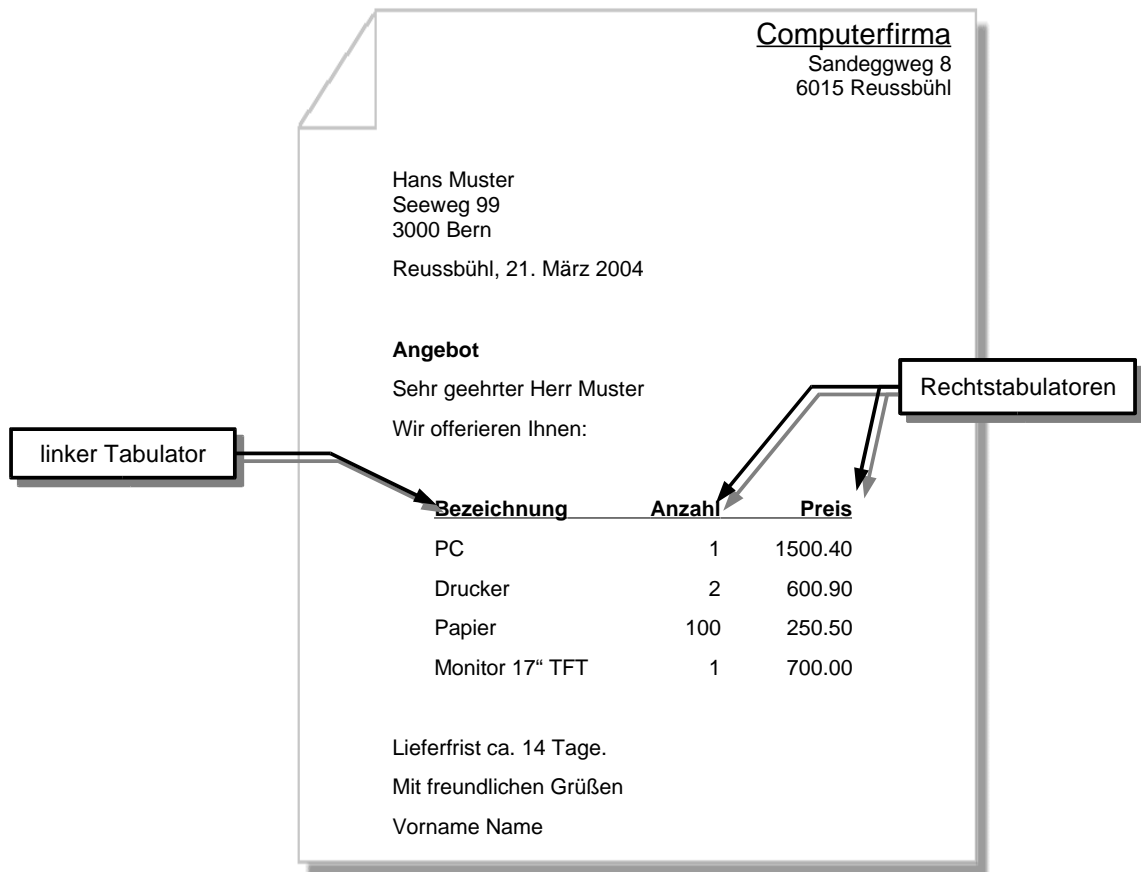 Computerfirma
Sandeggweg 8
6015 Reussbühl
Hans Muster
Seeweg 99
3000 Bern
Reussbühl, 21. März 2004
Angebot
Sehr geehrter Herr Muster
Rechtstabulatoren
Wir offerieren Ihnen:
linker Tabulator
Bezeichnung Anzahl Preis
PC 1 1500.40
Drucker 2 600.90
Papier 100 250.50
Monitor 17“ TFT 1 700.00
Lieferfrist ca. 14 Tage.
Mit freundlichen Grüßen
Vorname Name